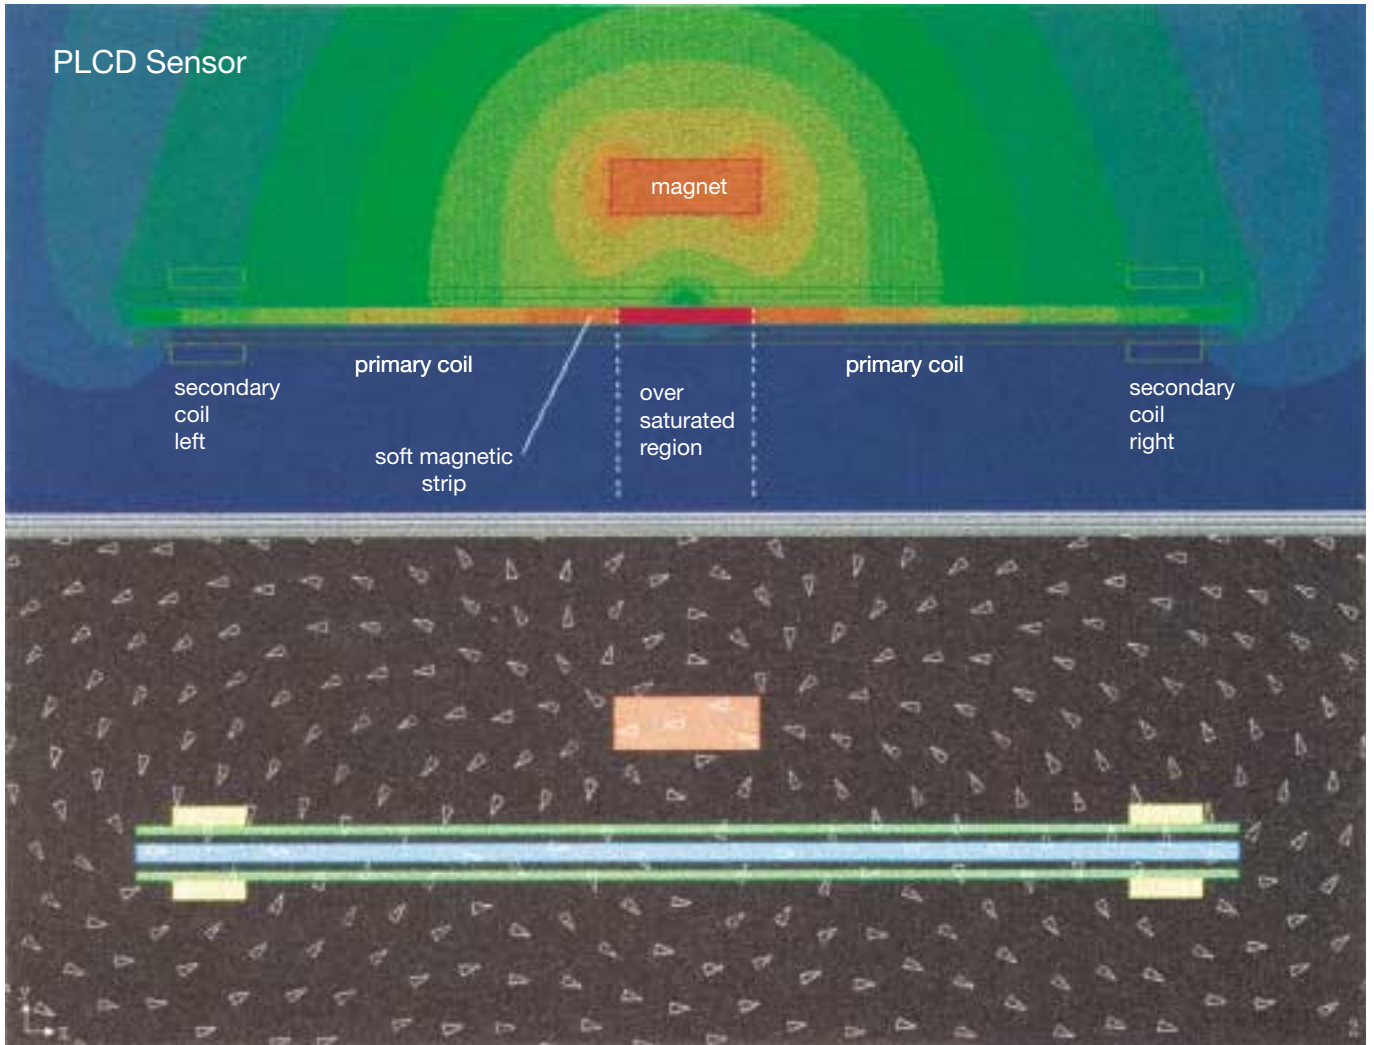 PLCD Sensor
magnet
primary coil
primary coil
secondary
coil
left
over
saturated
region
secondary
coil
right
soft magnetic
strip